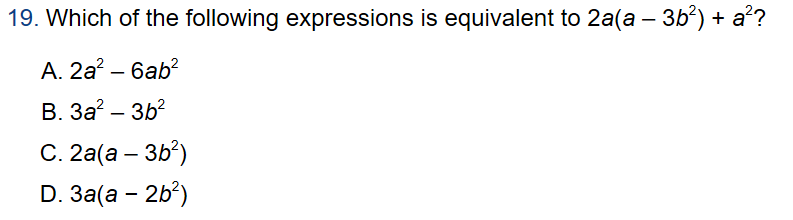 19. Which of the following expressions is equivalent to 2a(a – 3b²) + a²?
A. 2a² – 6ab²
B. 3a² – 3b²
C. 2a(a – 3b²)
D. 3a(a − 2b²)